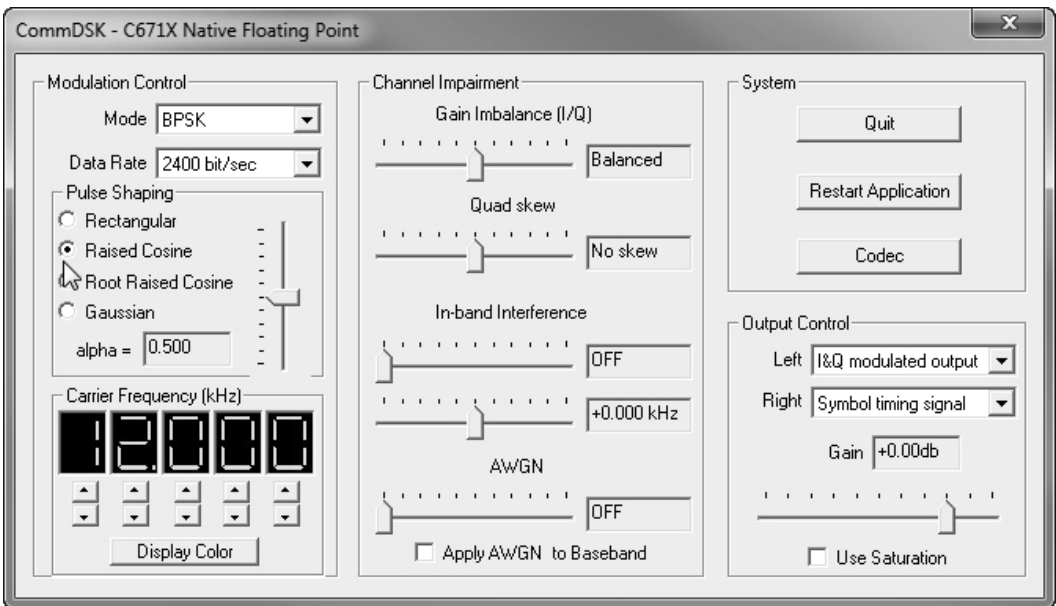 CommDSK - C671X Native Floating Point
X
Modulation Control
Mode BPSK
Data Rate 2400 bit/sec
Pulse Shaping
Rectangular
Raised Cosine
Root Raised Cosine
Gaussian
alpha = 0.500
Carrier Frequency (kHz)
12.000
Display Color
Channel Impairment
Gain Imbalance (I/Q)
Balanced
Quad skew
No skew
In-band Interference
OFF
+0.000 kHz
AWGN
OFF
Apply AWGN to Baseband
System
Quit
Restart Application
Codec
Output Control
Left I&Q modulated output
Right Symbol timing signal
Gain +0.00db
Use Saturation